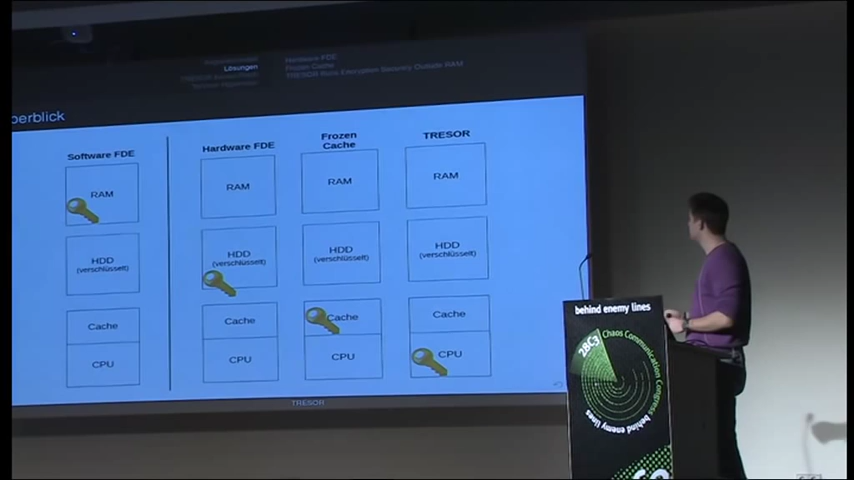 Lösungen
Hardware FDE
Frozen Cache
TRESOR Runs Encryption Securely Outside RAM
berblick
Software FDE
RAM
HDD
(verschlüsselt)
Cache
CPU
Hardware FDE
RAM
HDD
(verschlüsselt)
Cache
CPU
Frozen
Cache
RAM
HDD
(verschlüsselt)
Cache
CPU
TRESOR
RAM
HDD
(verschlüsselt)
Cache
CPU
TRESOR
behind enemy lines
28C3
Chaos Communication Congress
behind enemy lines